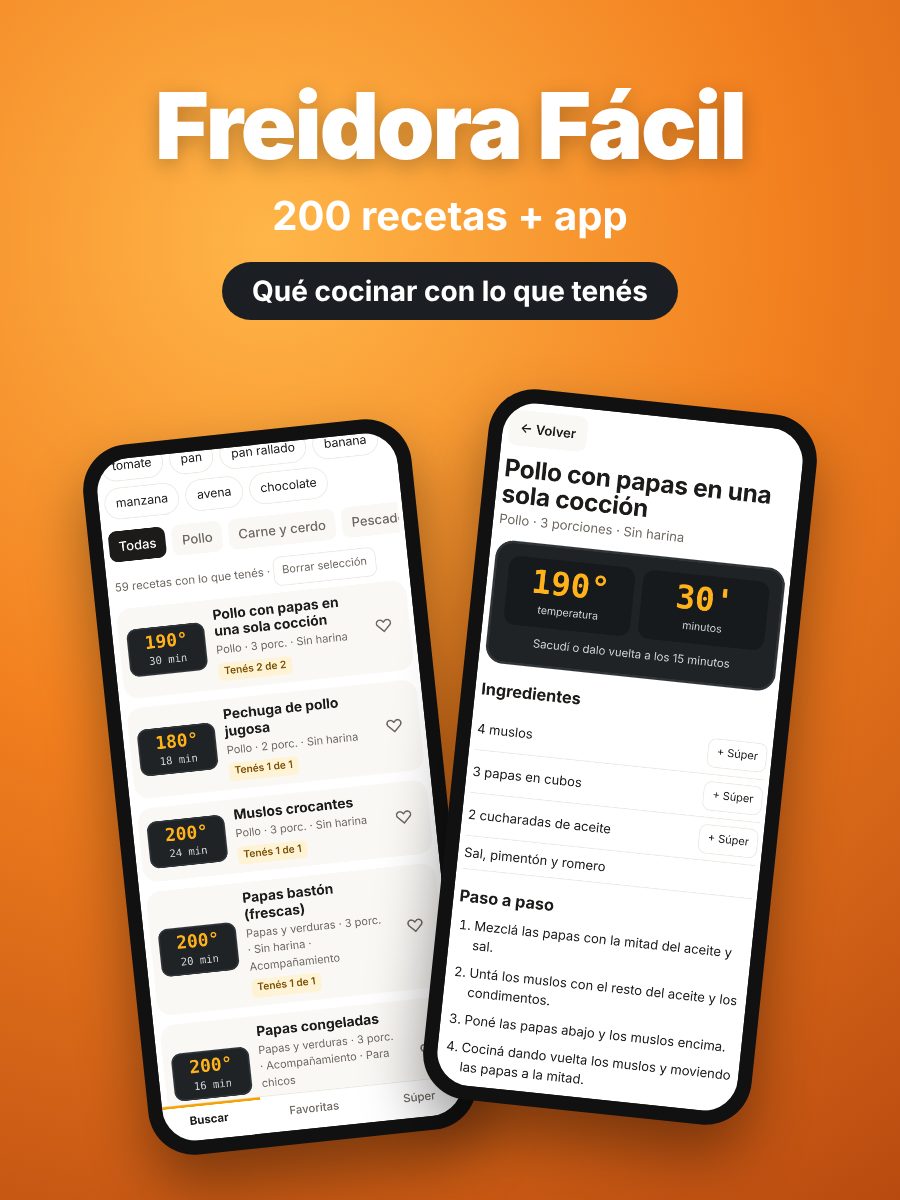 Freidora Fácil
200 recetas + app
Qué cocinar con lo que tenés
tomate pan pan rallado banana
manzana avena chocolate
Todas Pollo Carne y cerdo Pescad
59 recetas con lo que tenés · Borrar selección
190°
30 min
Pollo con papas en
una sola cocción
Pollo · 3 porc. · Sin harina
Tenés 2 de 2
180°
18 min
Pechuga de pollo
jugosa
Pollo · 2 porc. · Sin harina
Tenés 1 de 1
200°
24 min
Muslos crocantes
Pollo · 3 porc. · Sin harina
Tenés 1 de 1
200°
20 min
Papas bastón
(frescas)
Papas y verduras · 3 porc.
· Sin harina ·
Acompañamiento
Tenés 1 de 1
200°
16 min
Papas congeladas
Papas y verduras · 3 porc.
· Acompañamiento · Para
chicos
Buscar Favoritas Súper
← Volver
Pollo con papas en una
sola cocción
Pollo · 3 porciones · Sin harina
190° 30'
temperatura minutos
Sacudí o dalo vuelta a los 15 minutos
Ingredientes
4 muslos + Súper
3 papas en cubos + Súper
2 cucharadas de aceite + Súper
Sal, pimentón y romero
Paso a paso
1. Mezclá las papas con la mitad del aceite y
sal.
2. Untá los muslos con el resto del aceite y los
condimentos.
3. Poné las papas abajo y los muslos encima.
4. Cociná dando vuelta los muslos y moviendo
las papas a la mitad.